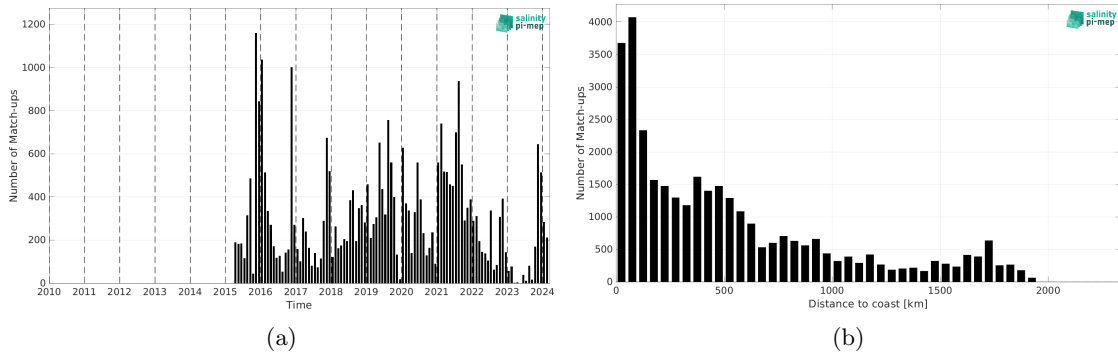 salinity
pi-mep
1200
1000
800
600
400
200
0
Number of Match-ups
2010 2011 2012 2013 2014 2015 2016 2017 2018 2019 2020 2021 2022 2023 2024
Time
(a)
salinity
pi-mep
4000
3500
3000
2500
2000
1500
1000
500
0
Number of Match-ups
0 500 1000 1500 2000
Distance to coast [km]
(b)